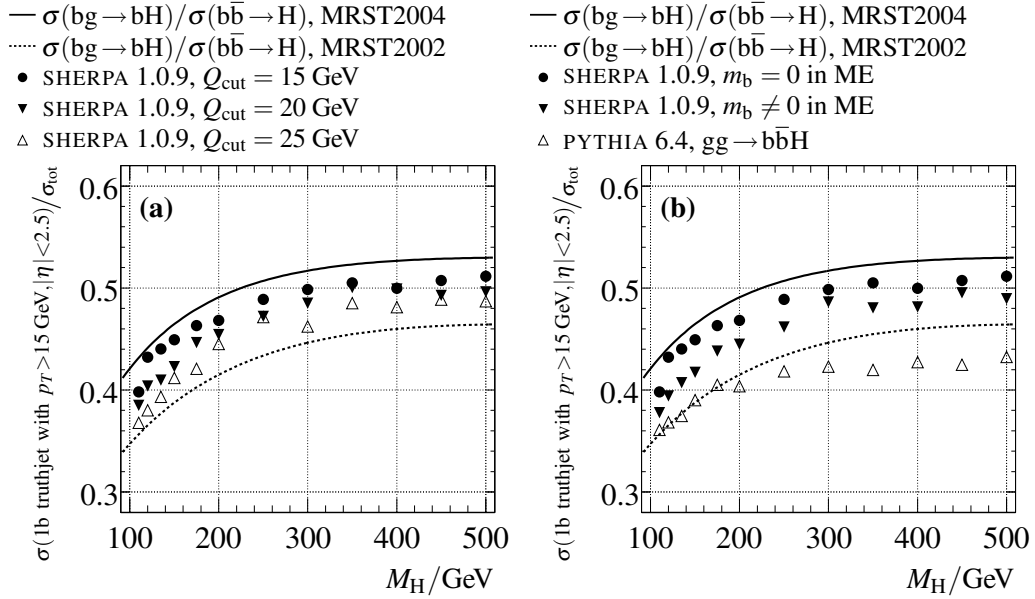 σ(bg→bH)/σ(bb̄→H), MRST2004
σ(bg→bH)/σ(bb̄→H), MRST2002
SHERPA 1.0.9, Q_cut = 15 GeV
SHERPA 1.0.9, Q_cut = 20 GeV
SHERPA 1.0.9, Q_cut = 25 GeV
σ(1b truthjet with p_T>15 GeV,|η|<2.5)/σ_tot
(a)
0.6
0.5
0.4
0.3
100 200 300 400 500
M_H/GeV
σ(bg→bH)/σ(bb̄→H), MRST2004
σ(bg→bH)/σ(bb̄→H), MRST2002
SHERPA 1.0.9, m_b = 0 in ME
SHERPA 1.0.9, m_b ≠ 0 in ME
PYTHIA 6.4, gg→bb̄H
σ(1b truthjet with p_T>15 GeV,|η|<2.5)/σ_tot
(b)
0.6
0.5
0.4
0.3
100 200 300 400 500
M_H/GeV